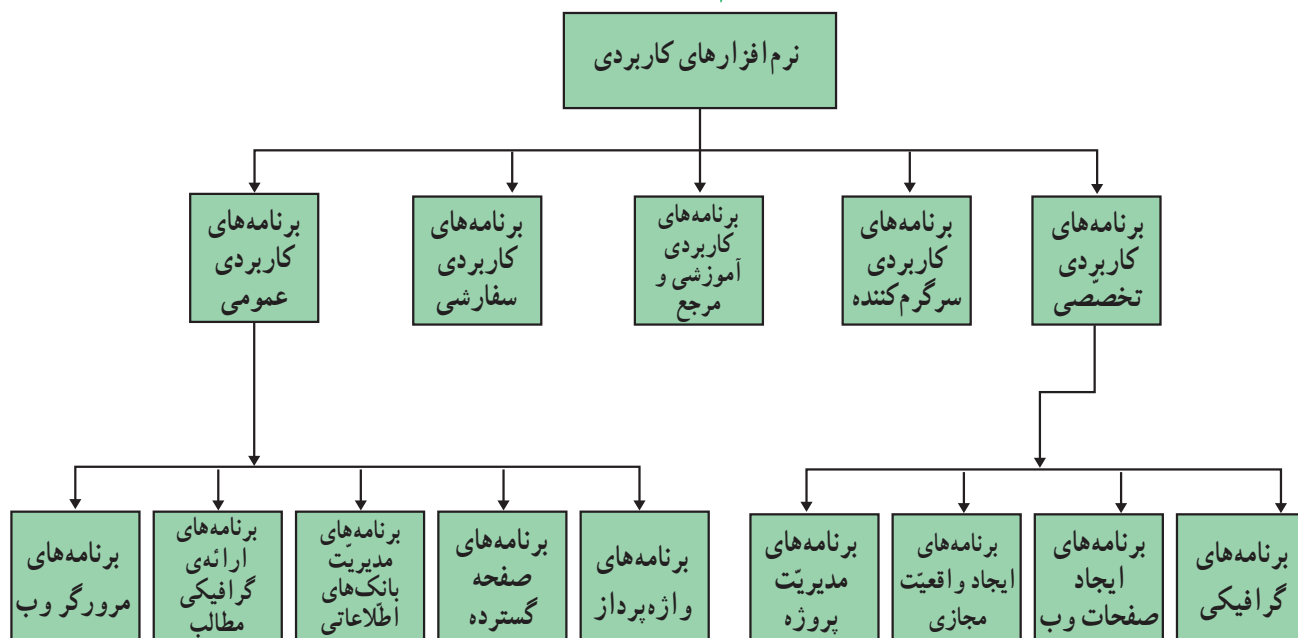 نرم‌افزارهای کاربردی
برنامه‌های
کاربردی
تخصصّی
برنامه‌های
کاربردی
سرگرم‌کننده
برنامه‌های
کاربردی
آموزشی و
مرجع
برنامه‌های
کاربردی
سفارشی
برنامه‌های
کاربردی
عمومی
برنامه‌های
گرافیکی
برنامه‌های
ایجاد
صفحات وب
برنامه‌های
ایجاد واقعیّت
مجازی
برنامه‌های
مدیریّت
پروژه
برنامه‌های
واژه‌پرداز
برنامه‌های
صفحه
گسترده
برنامه‌های
مدیریّت
بانک‌های
اطّلاعاتی
برنامه‌های
ارائه‌ی
گرافیکی
مطالب
برنامه‌های
مرورگر وب